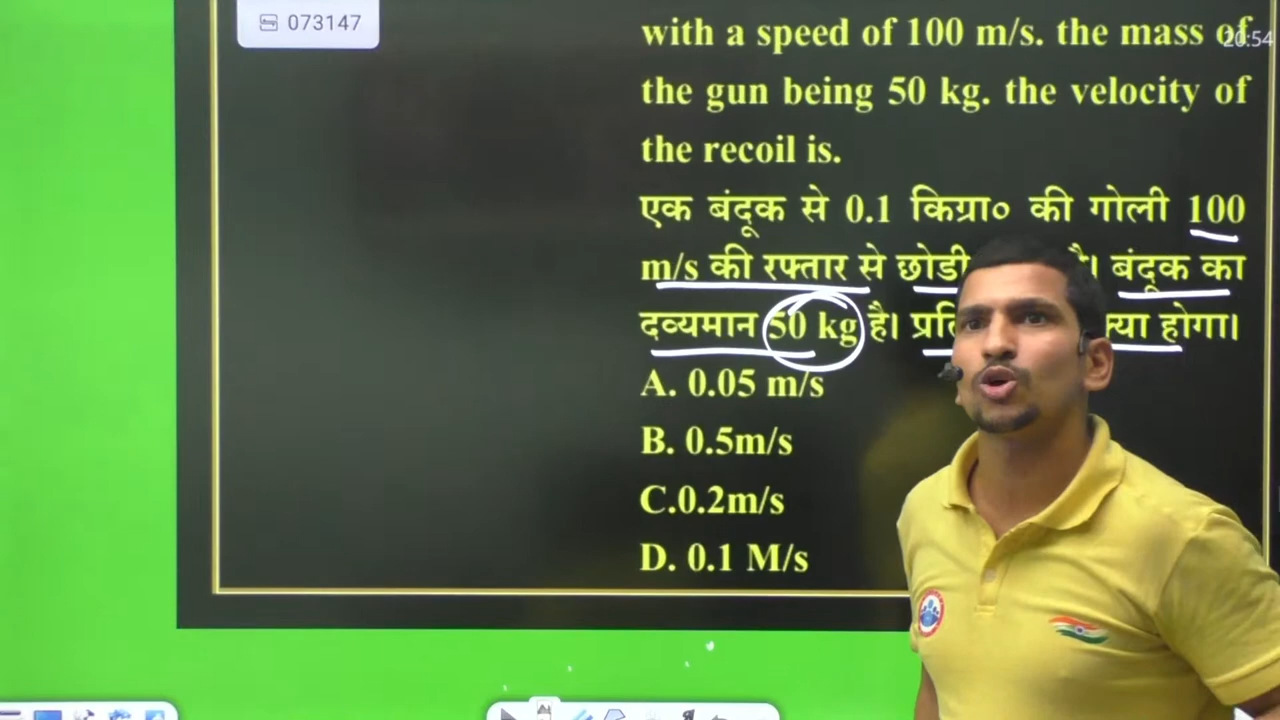 073147
20:54
with a speed of 100 m/s. the mass of
the gun being 50 kg. the velocity of
the recoil is.
एक बंदूक से 0.1 किग्रा० की गोली 100
m/s की रफ्तार से छोडी है। बंदूक का
दव्यमान 50 kg है। क्या होगा।
A. 0.05 m/s
B. 0.5m/s
C.0.2m/s
D. 0.1 M/s